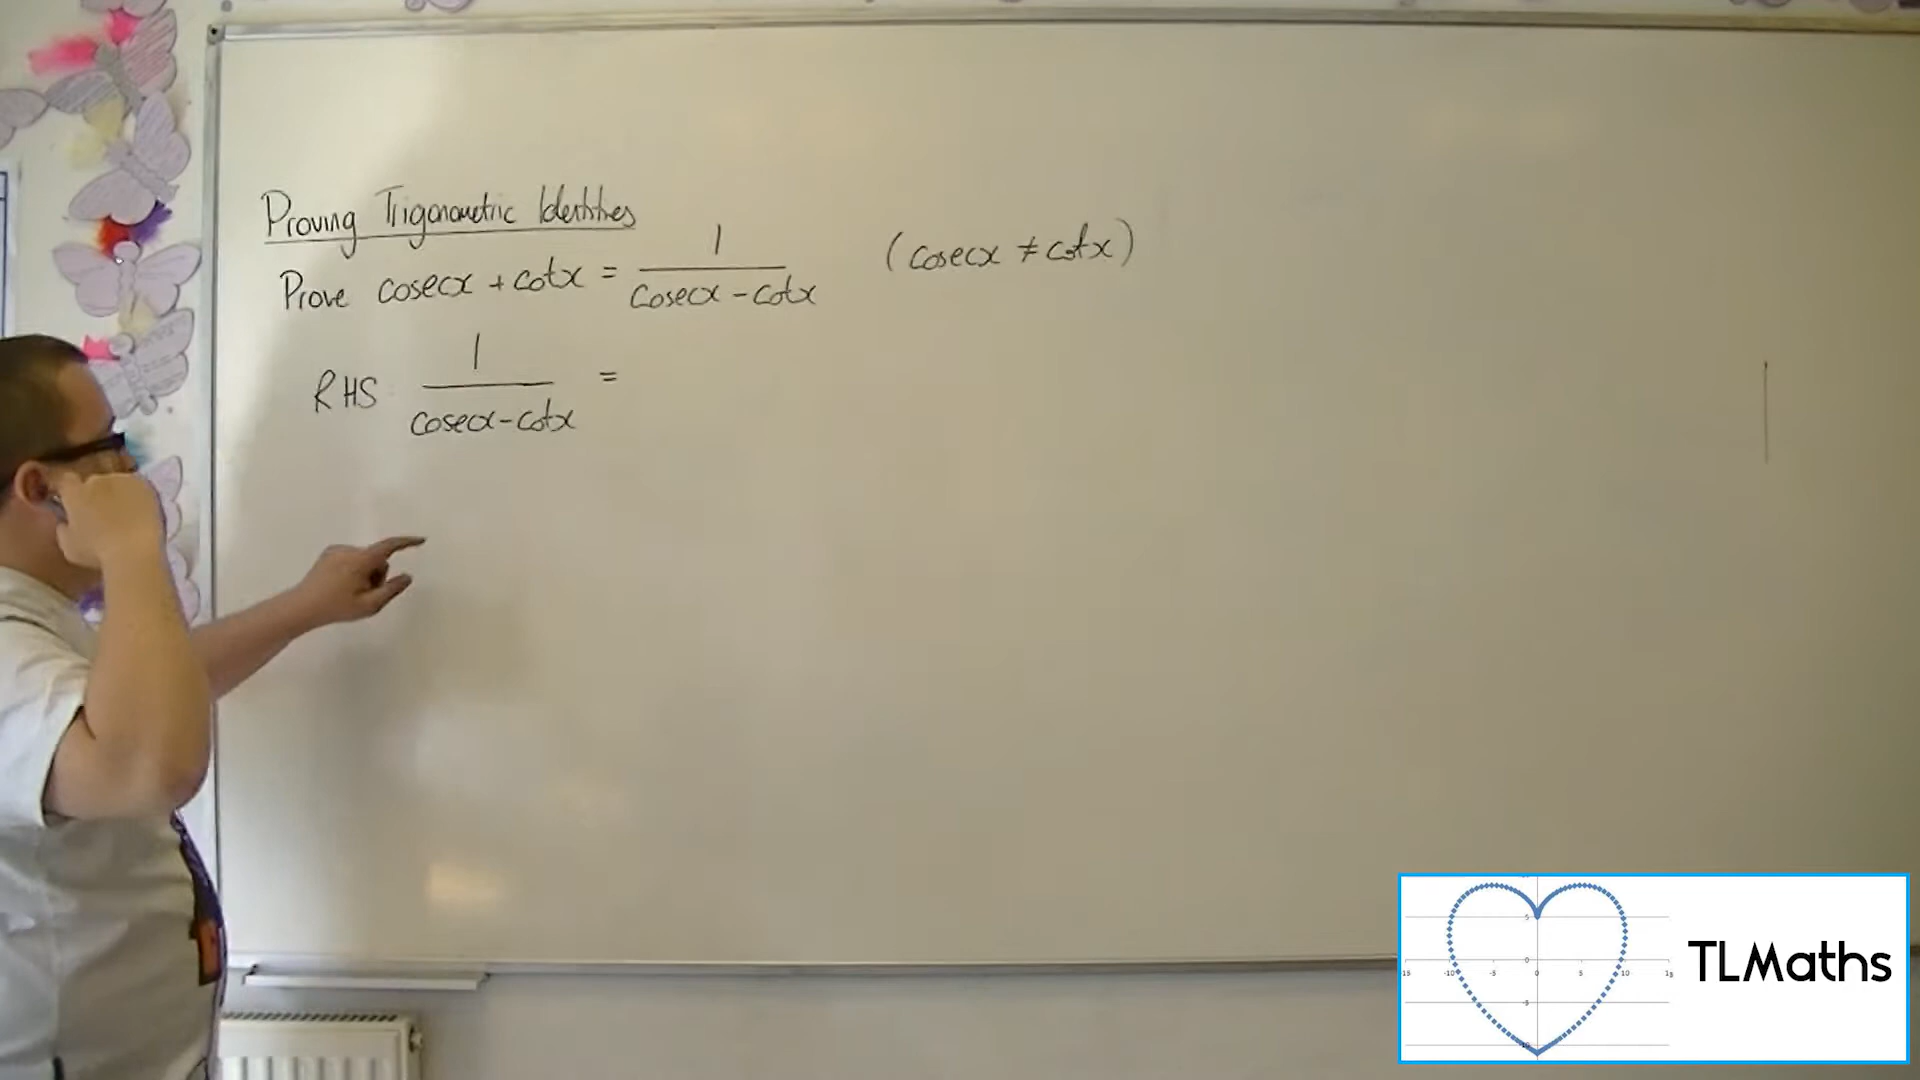 Proving Trigonometric Identities
Prove cosecx + cotx = 1/(cosecx - cotx) (cosecx ≠ cotx)
RHS 1/(cosecx - cotx) =
TLMaths